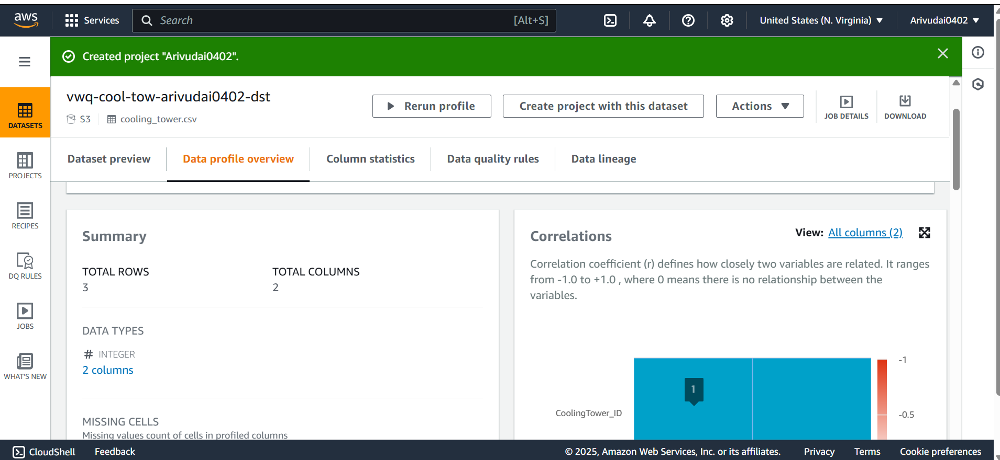 aws
Services
Search
[Alt+S]
United States (N. Virginia)
Arivudai0402
Created project "Arivudai0402".
DATASETS
PROJECTS
RECIPES
DQ RULES
JOBS
WHAT'S NEW
vwq-cool-tow-arivudai0402-dst
S3
cooling_tower.csv
Rerun profile
Create project with this dataset
Actions
JOB DETAILS
DOWNLOAD
Dataset preview
Data profile overview
Column statistics
Data quality rules
Data lineage
Summary
TOTAL ROWS
3
TOTAL COLUMNS
2
DATA TYPES
# INTEGER
2 columns
MISSING CELLS
Missing values count of cells in profiled columns
Correlations
View: All columns (2)
Correlation coefficient (r) defines how closely two variables are related. It ranges
from -1.0 to +1.0 , where 0 means there is no relationship between the
variables.
1
CoolingTower_ID
-1
-0.5
CloudShell
Feedback
© 2025, Amazon Web Services, Inc. or its affiliates.
Privacy
Terms
Cookie preferences